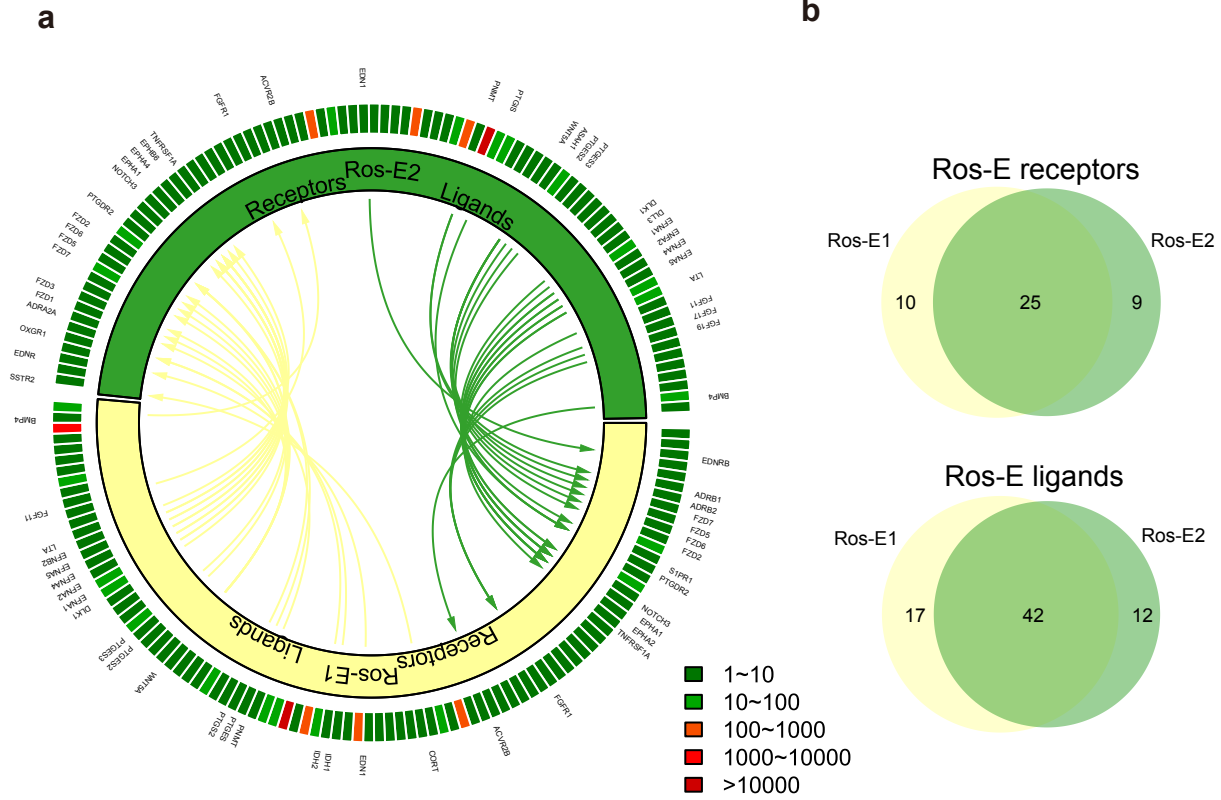 a
b
EDN1
PNMT
PTGIS
WNT5A
ASAH1
PTGES2
PTGES3
DLK1
DLL3
EFNA1
ENFA2
EFNA4
EFNA5
LTA
FGF11
FGF17
FGF19
BMP4
ACVR2B
FGFR1
TNFRSF1A
EPHB6
EPHA4
EPHA1
NOTCH3
PTGDR2
FZD2
FZD6
FZD5
FZD7
FZD3
FZD1
ADRA2A
OXGR1
EDNR
SSTR2
Receptors
Ros-E2
Ligands
BMP4
FGF11
LTA
EFNB2
EFNA5
EFNA4
EFNA2
EFNA1
DLK1
PTGES3
PTGES2
WNT5A
PTGS2
PTGES
PNMT
IDH2
IDH1
EDN1
CORT
ACVR2B
FGFR1
EDNRB
ADRB1
ADRB2
FZD7
FZD5
FZD6
FZD2
S1PR1
PTGDR2
NOTCH3
EPHA1
EPHA2
TNFRSF1A
Ligands
Ros-E1
Receptors
1~10
10~100
100~1000
1000~10000
>10000
Ros-E receptors
Ros-E1
Ros-E2
10
25
9
Ros-E ligands
Ros-E1
Ros-E2
17
42
12